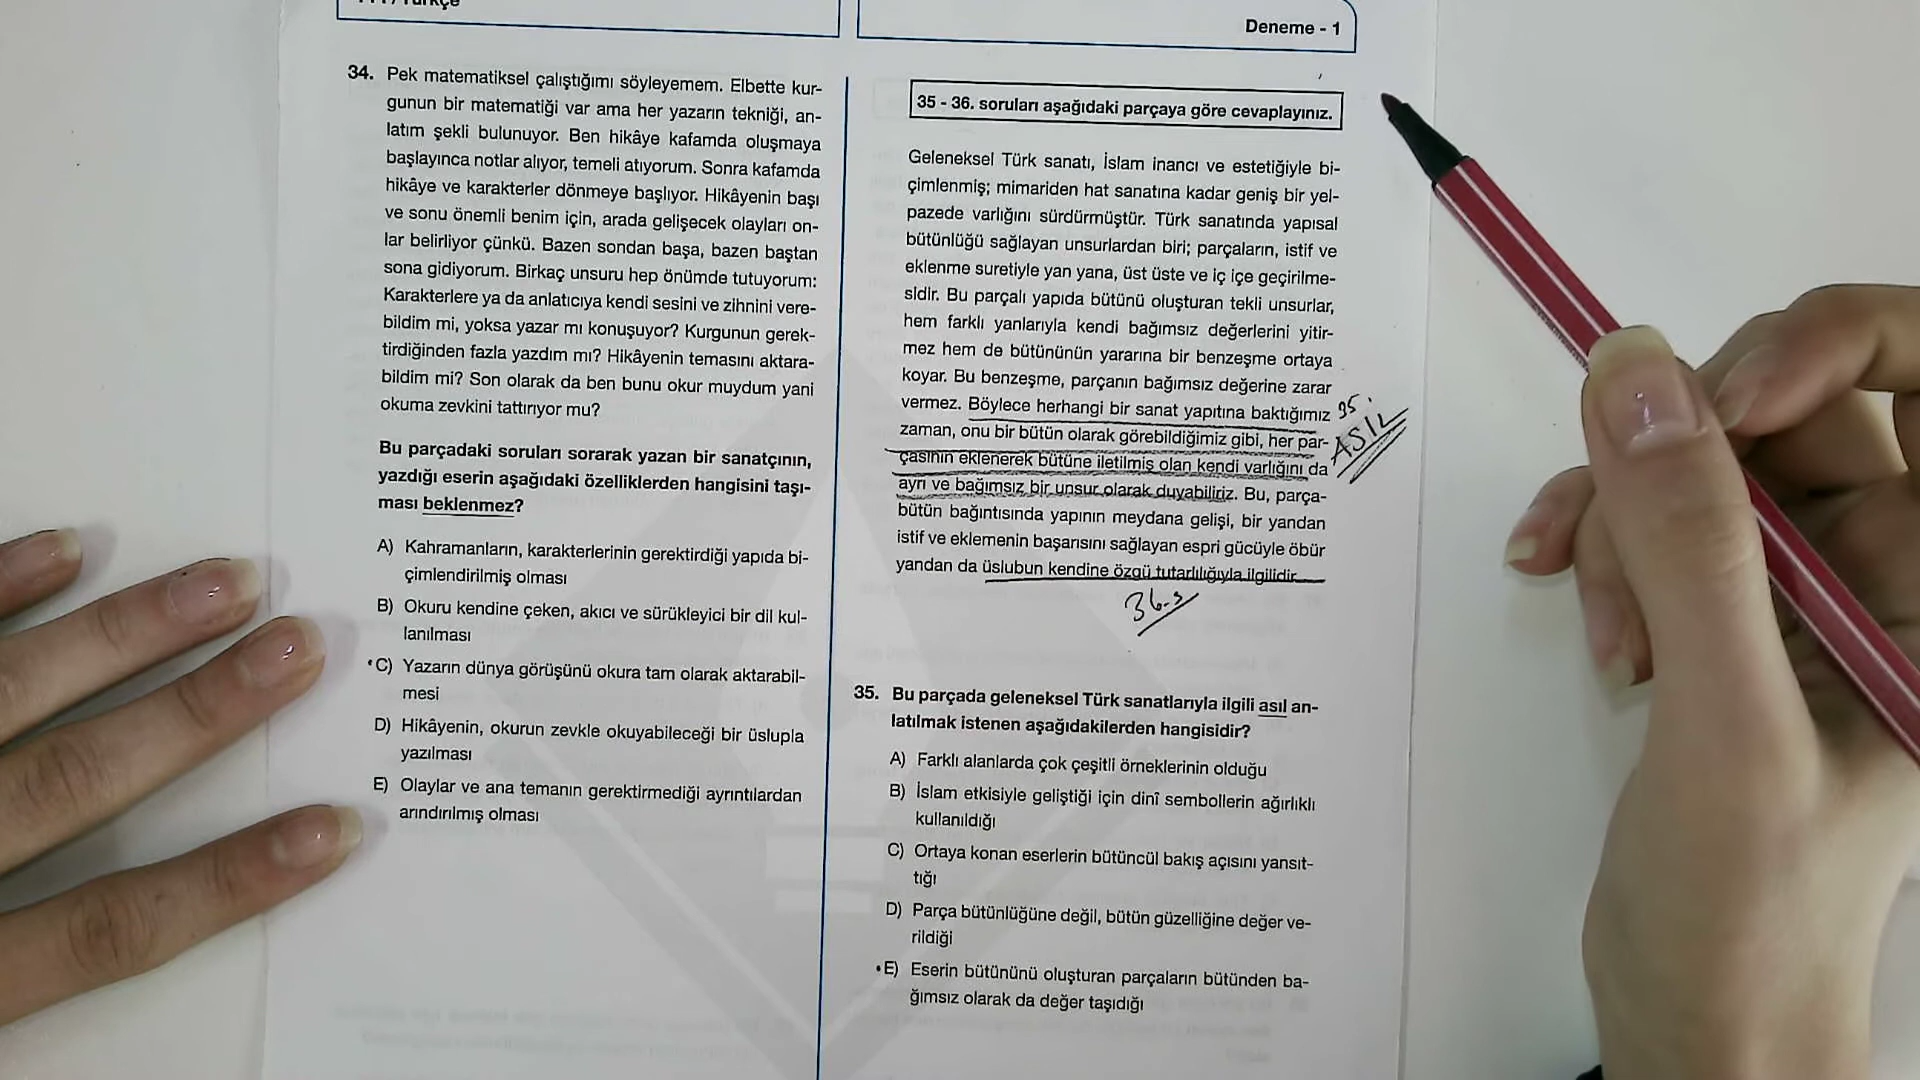 Türkçe
Deneme - 1
34. Pek matematiksel çalıştığımı söyleyemem. Elbette kur-
gunun bir matematiği var ama her yazarın tekniği, an-
latım şekli bulunuyor. Ben hikâye kafamda oluşmaya
başlayınca notlar alıyor, temeli atıyorum. Sonra kafamda
hikâye ve karakterler dönmeye başlıyor. Hikâyenin başı
ve sonu önemli benim için, arada gelişecek olayları on-
lar belirliyor çünkü. Bazen sondan başa, bazen baştan
sona gidiyorum. Birkaç unsuru hep önümde tutuyorum:
Karakterlere ya da anlatıcıya kendi sesini ve zihnini vere-
bildim mi, yoksa yazar mı konuşuyor? Kurgunun gerek-
tirdiğinden fazla yazdım mı? Hikâyenin temasını aktara-
bildim mi? Son olarak da ben bunu okur muydum yani
okuma zevkini tattırıyor mu?
Bu parçadaki soruları sorarak yazan bir sanatçının,
yazdığı eserin aşağıdaki özelliklerden hangisini taşı-
ması beklenmez?
A) Kahramanların, karakterlerinin gerektirdiği yapıda bi-
çimlendirilmiş olması
B) Okuru kendine çeken, akıcı ve sürükleyici bir dil kul-
lanılması
C) Yazarın dünya görüşünü okura tam olarak aktarabil-
mesi
D) Hikâyenin, okurun zevkle okuyabileceği bir üslupla
yazılması
E) Olaylar ve ana temanın gerektirmediği ayrıntılardan
arındırılmış olması
35 - 36. soruları aşağıdaki parçaya göre cevaplayınız.
Geleneksel Türk sanatı, İslam inancı ve estetiğiyle bi-
çimlenmiş; mimariden hat sanatına kadar geniş bir yel-
pazede varlığını sürdürmüştür. Türk sanatında yapısal
bütünlüğü sağlayan unsurlardan biri; parçaların, istif ve
eklenme suretiyle yan yana, üst üste ve iç içe geçirilme-
sidir. Bu parçalı yapıda bütünü oluşturan tekli unsurlar,
hem farklı yanlarıyla kendi bağımsız değerlerini yitir-
mez hem de bütününün yararına bir benzeşme ortaya
koyar. Bu benzeşme, parçanın bağımsız değerine zarar
vermez. Böylece herhangi bir sanat yapıtına baktığımız
zaman, onu bir bütün olarak görebildiğimiz gibi, her par-
çasının eklenerek bütüne iletilmiş olan kendi varlığını da
ayrı ve bağımsız bir unsur olarak duyabiliriz. Bu, parça-
bütün bağıntısında yapının meydana gelişi, bir yandan
istif ve eklemenin başarısını sağlayan espri gücüyle öbür
yandan da üslubun kendine özgü tutarlılığıyla ilgilidir.
35.
ASIL
36-
35. Bu parçada geleneksel Türk sanatlarıyla ilgili asıl an-
latılmak istenen aşağıdakilerden hangisidir?
A) Farklı alanlarda çok çeşitli örneklerinin olduğu
B) İslam etkisiyle geliştiği için dinî sembollerin ağırlıklı
kullanıldığı
C) Ortaya konan eserlerin bütüncül bakış açısını yansıt-
tığı
D) Parça bütünlüğüne değil, bütün güzelliğine değer ve-
rildiği
E) Eserin bütününü oluşturan parçaların bütünden ba-
ğımsız olarak da değer taşıdığı